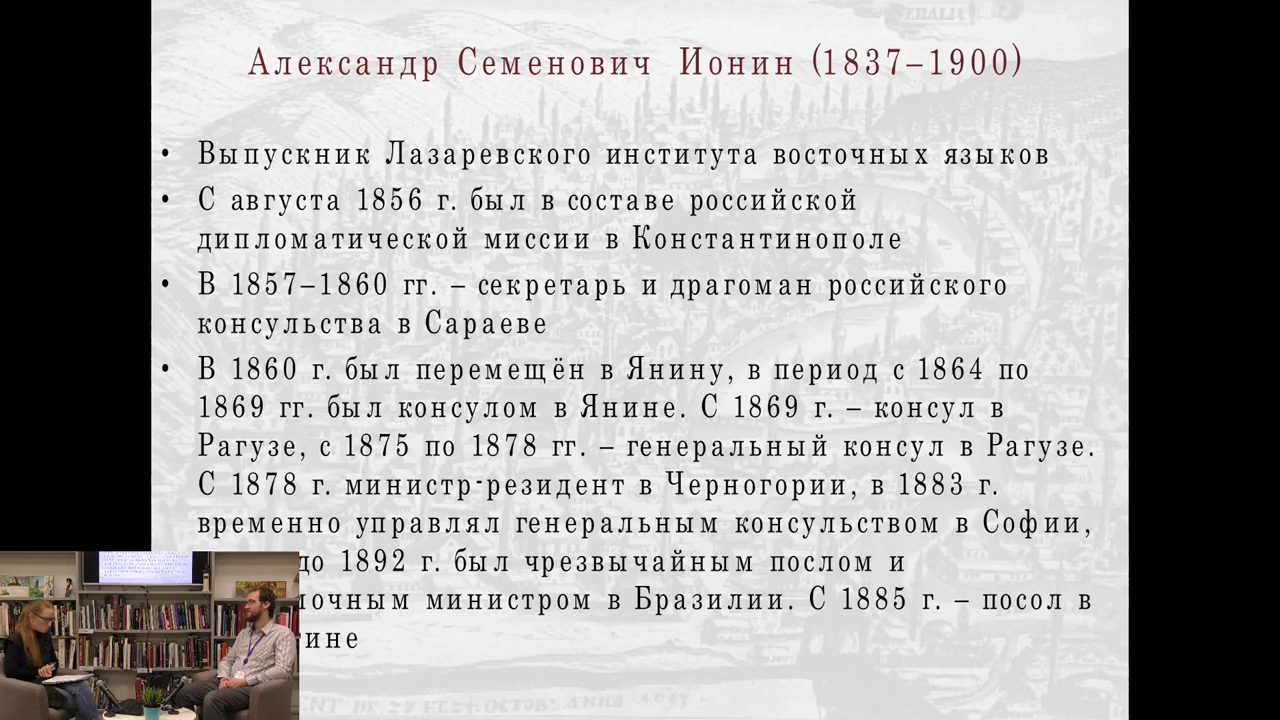 Александр Семенович Ионин (1837–1900)
• Выпускник Лазаревского института восточных языков
• С августа 1856 г. был в составе российской
дипломатической миссии в Константинополе
• В 1857–1860 гг. – секретарь и драгоман российского
консульства в Сараеве
• В 1860 г. был перемещён в Янину, в период с 1864 по
1869 гг. был консулом в Янине. С 1869 г. – консул в
Рагузе, с 1875 по 1878 гг. – генеральный консул в Рагузе.
С 1878 г. министр-резидент в Черногории, в 1883 г.
временно управлял генеральным консульством в Софии,
до 1892 г. был чрезвычайным послом и
министром в Бразилии. С 1885 г. – посол в